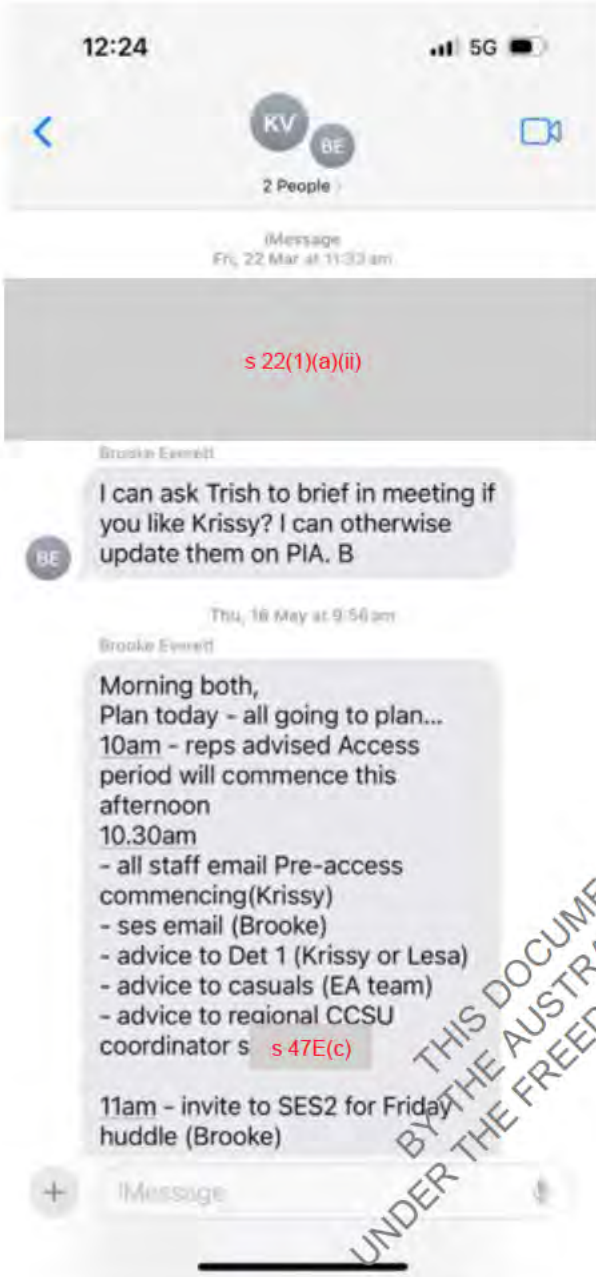 12:24
5G
KV
BE
2 People
iMessage
Fri, 22 Mar at 11:33 am
s 22(1)(a)(ii)
Brooke Everett
I can ask Trish to brief in meeting if
you like Krissy? I can otherwise
update them on PIA. B
BE
Thu, 16 May at 9:56 am
Brooke Everett
Morning both,
Plan today - all going to plan...
10am - reps advised Access
period will commence this
afternoon
10.30am
- all staff email Pre-access
commencing(Krissy)
- ses email (Brooke)
- advice to Det 1 (Krissy or Lesa)
- advice to casuals (EA team)
- advice to regional CCSU
coordinator s
s 47E(c)
11am - invite to SES2 for Friday
huddle (Brooke)
iMessage
THIS DOCUME
BY THE AUSTRA
UNDER THE FREED